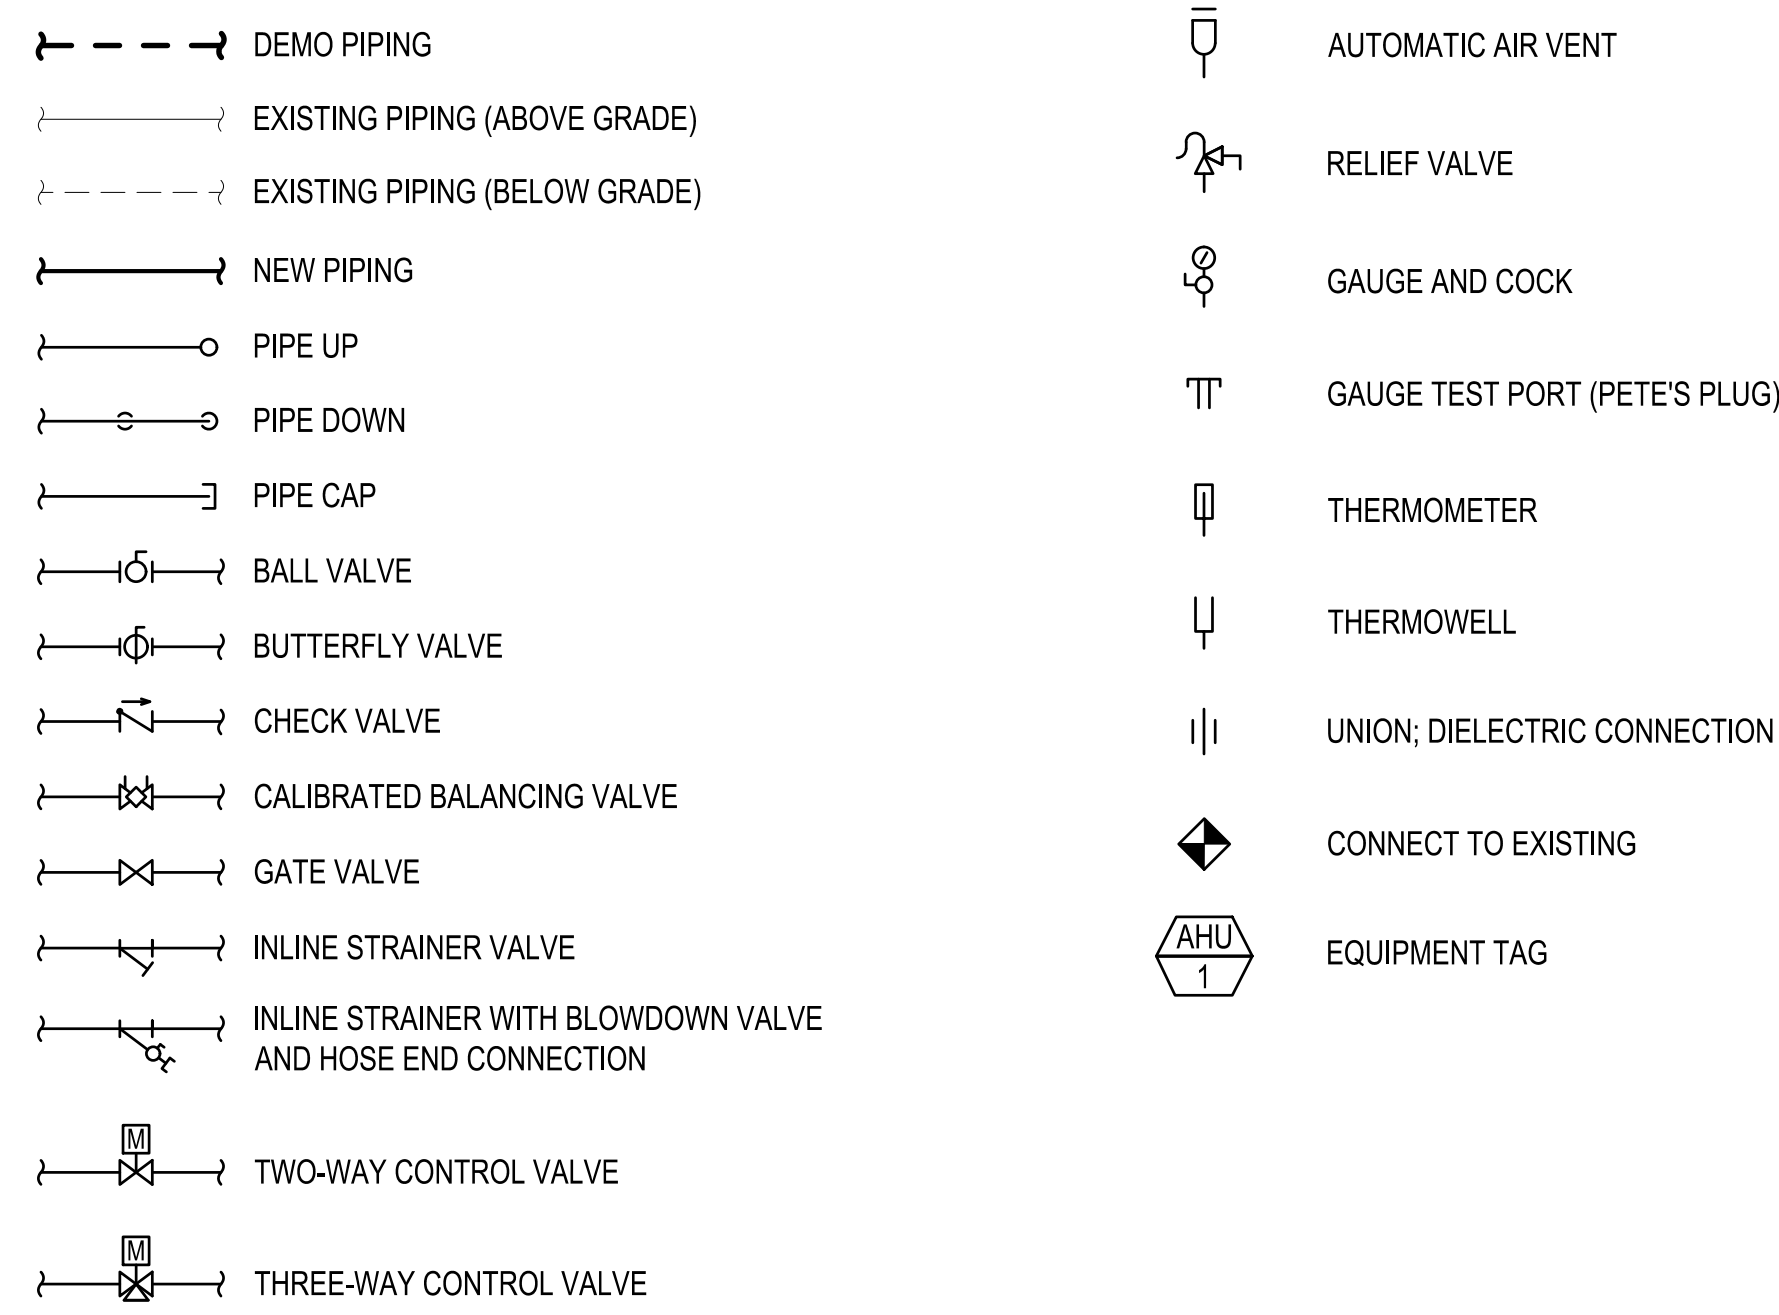 DEMO PIPING
EXISTING PIPING (ABOVE GRADE)
EXISTING PIPING (BELOW GRADE)
NEW PIPING
PIPE UP
PIPE DOWN
PIPE CAP
BALL VALVE
BUTTERFLY VALVE
CHECK VALVE
CALIBRATED BALANCING VALVE
GATE VALVE
INLINE STRAINER VALVE
INLINE STRAINER WITH BLOWDOWN VALVE
AND HOSE END CONNECTION
M
TWO-WAY CONTROL VALVE
M
THREE-WAY CONTROL VALVE
AUTOMATIC AIR VENT
RELIEF VALVE
GAUGE AND COCK
GAUGE TEST PORT (PETE'S PLUG)
THERMOMETER
THERMOWELL
UNION; DIELECTRIC CONNECTION
CONNECT TO EXISTING
AHU
1
EQUIPMENT TAG